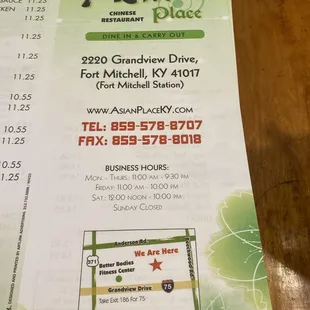 Place
CHINESE
RESTAURANT
DINE IN & CARRY OUT
2220 Grandview Drive,
Fort Mitchell, KY 41017
(Fort Mitchell Station)
www.AsianPlaceKY.com
TEL: 859-578-8707
FAX: 859-578-8018
BUSINESS HOURS:
Mon. - Thurs: 11:00 am - 9:30 pm
Friday: 11:00 am - 10:00 pm
Sat.: 12:00 noon - 10:00 pm
Sunday Closed
Anderson Rd.
We Are Here
371
Better Bodies
Fitness Center
75
Grandview Drive
Take Exit 186 for 75
11.25
11.25
11.25
11.25
10.55
11.25
10.55
11.25
10.55
11.25